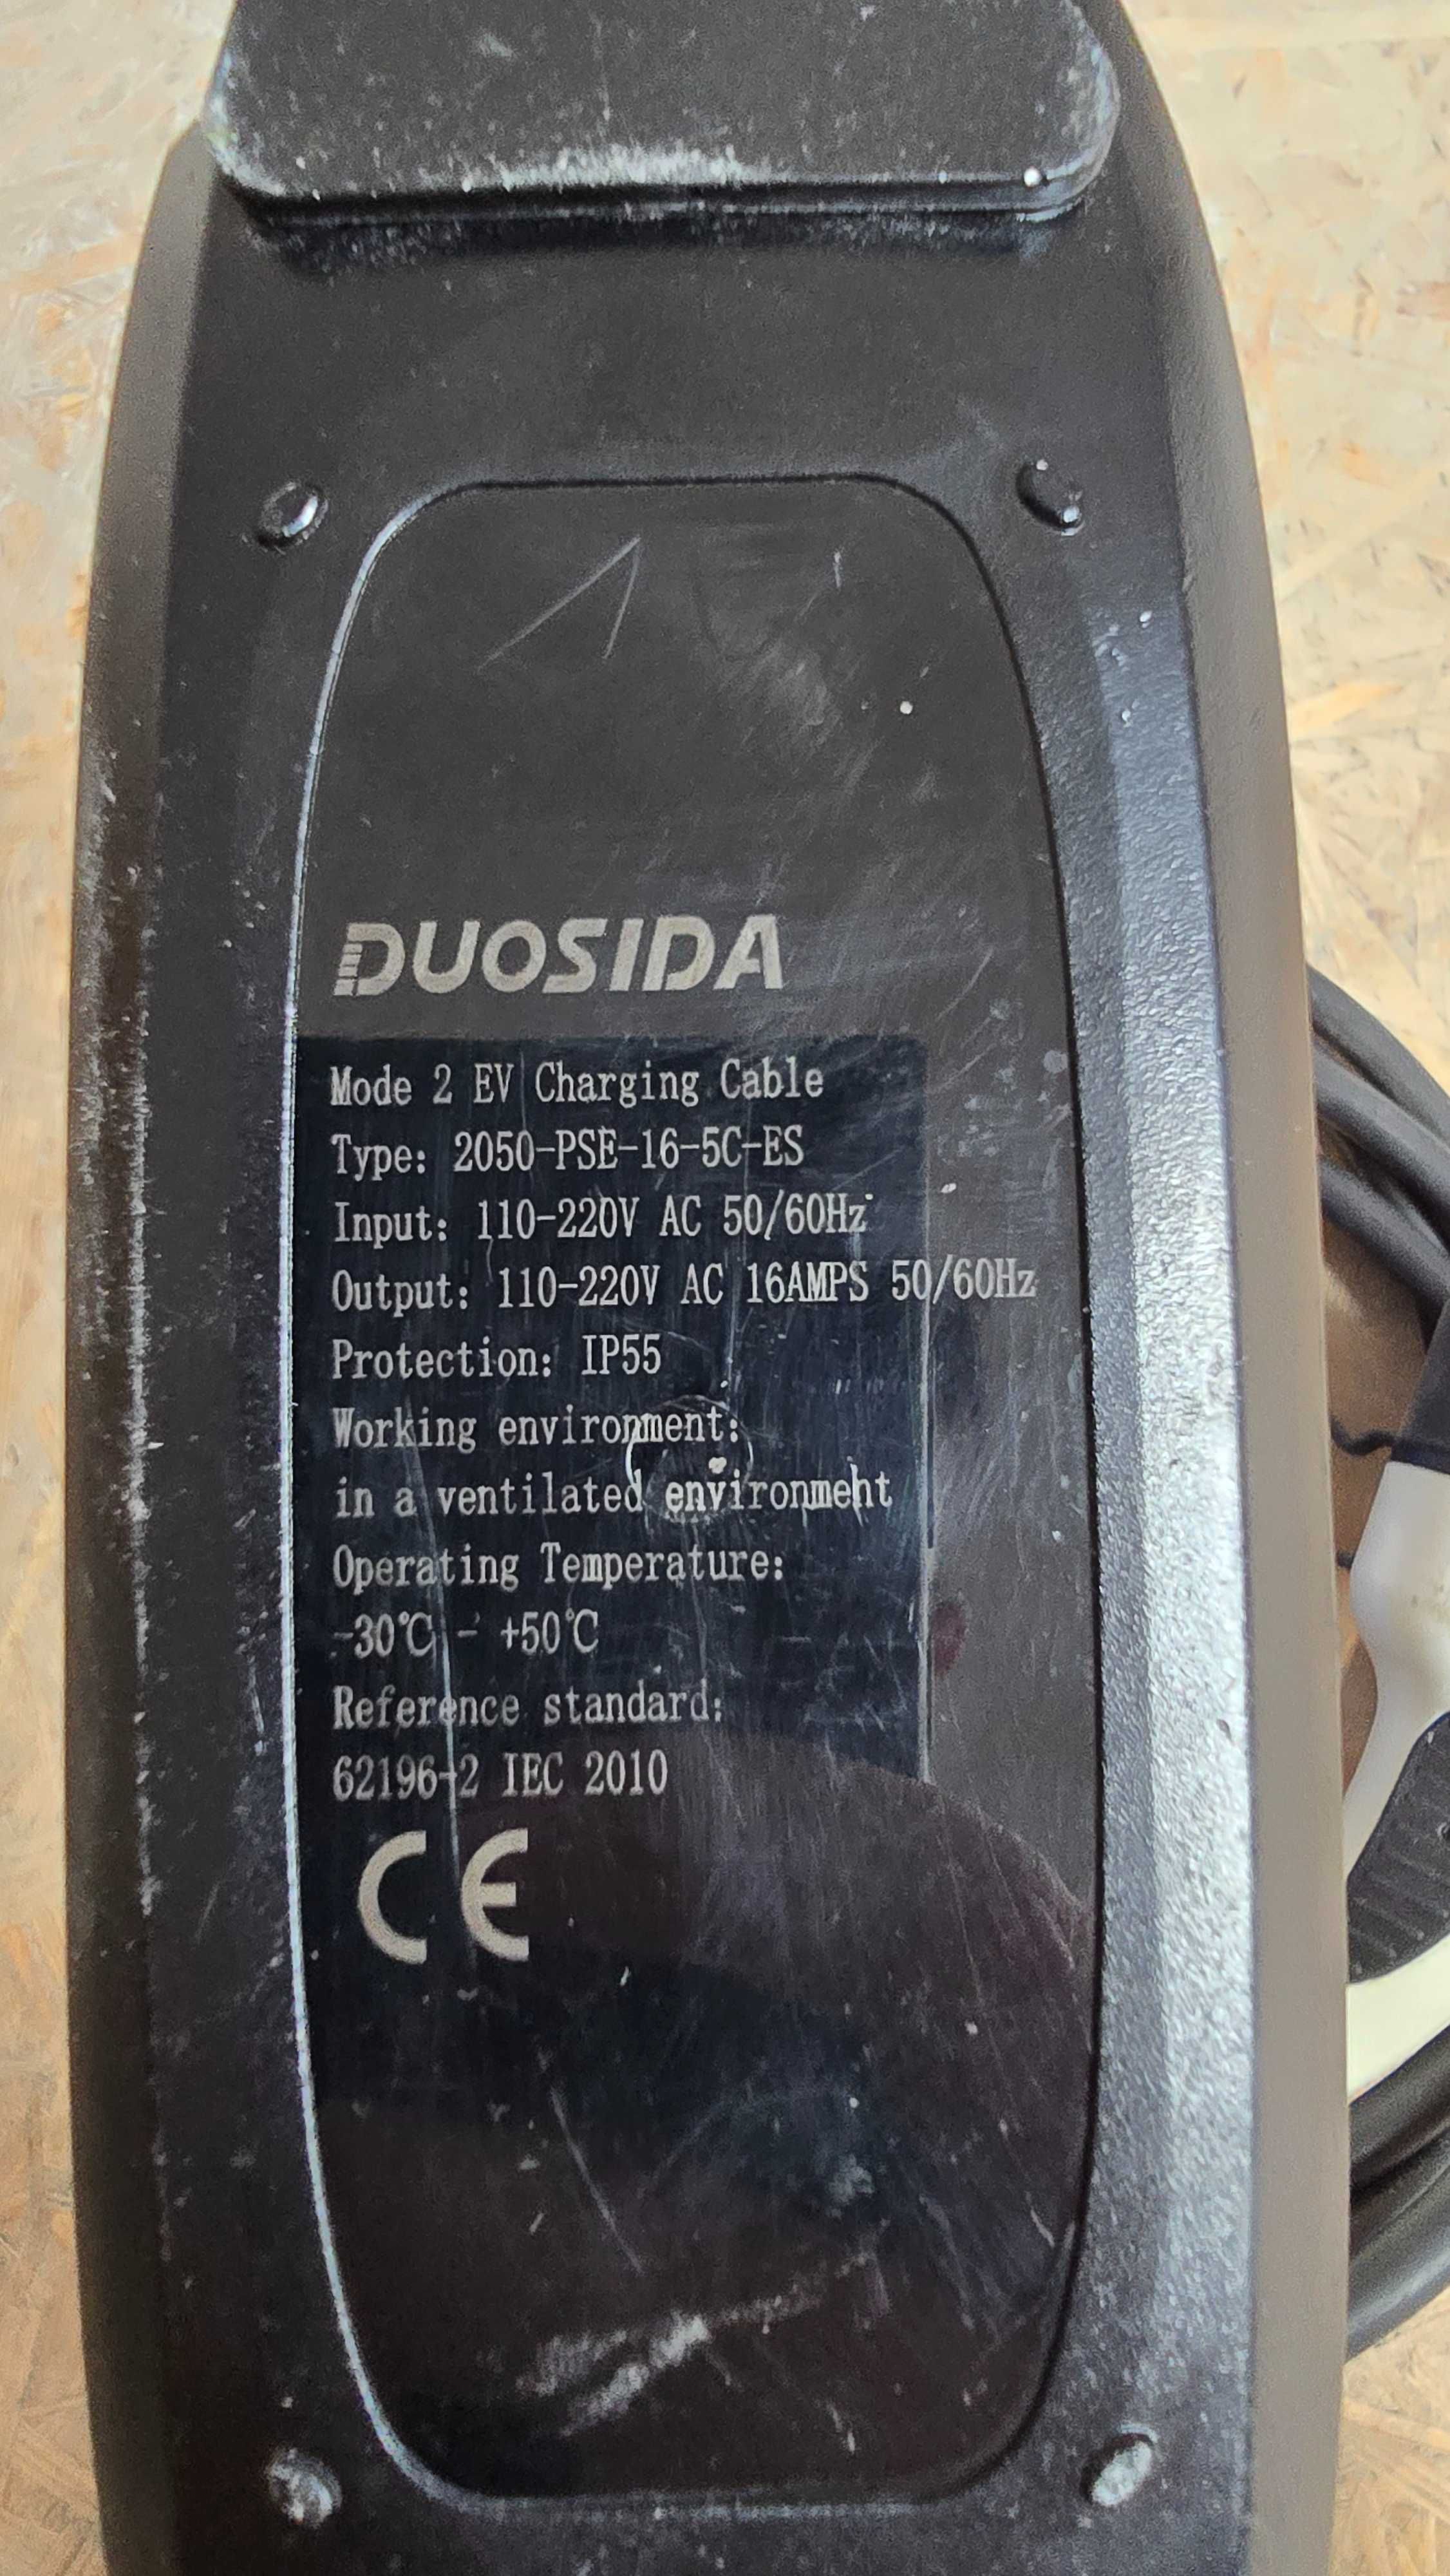 DUOSIDA
Mode 2 EV Charging Cable
Type: 2050-PSE-16-5C-ES
Input: 110-220V AC 50/60Hz
Output: 110-220V AC 16AMPS 50/60Hz
Protection: IP55
Working environment:
in a ventilated environment
Operating Temperature:
-30℃ - +50℃
Reference standard:
62196-2 IEC 2010
CE